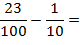 23/100 − 1/10 =